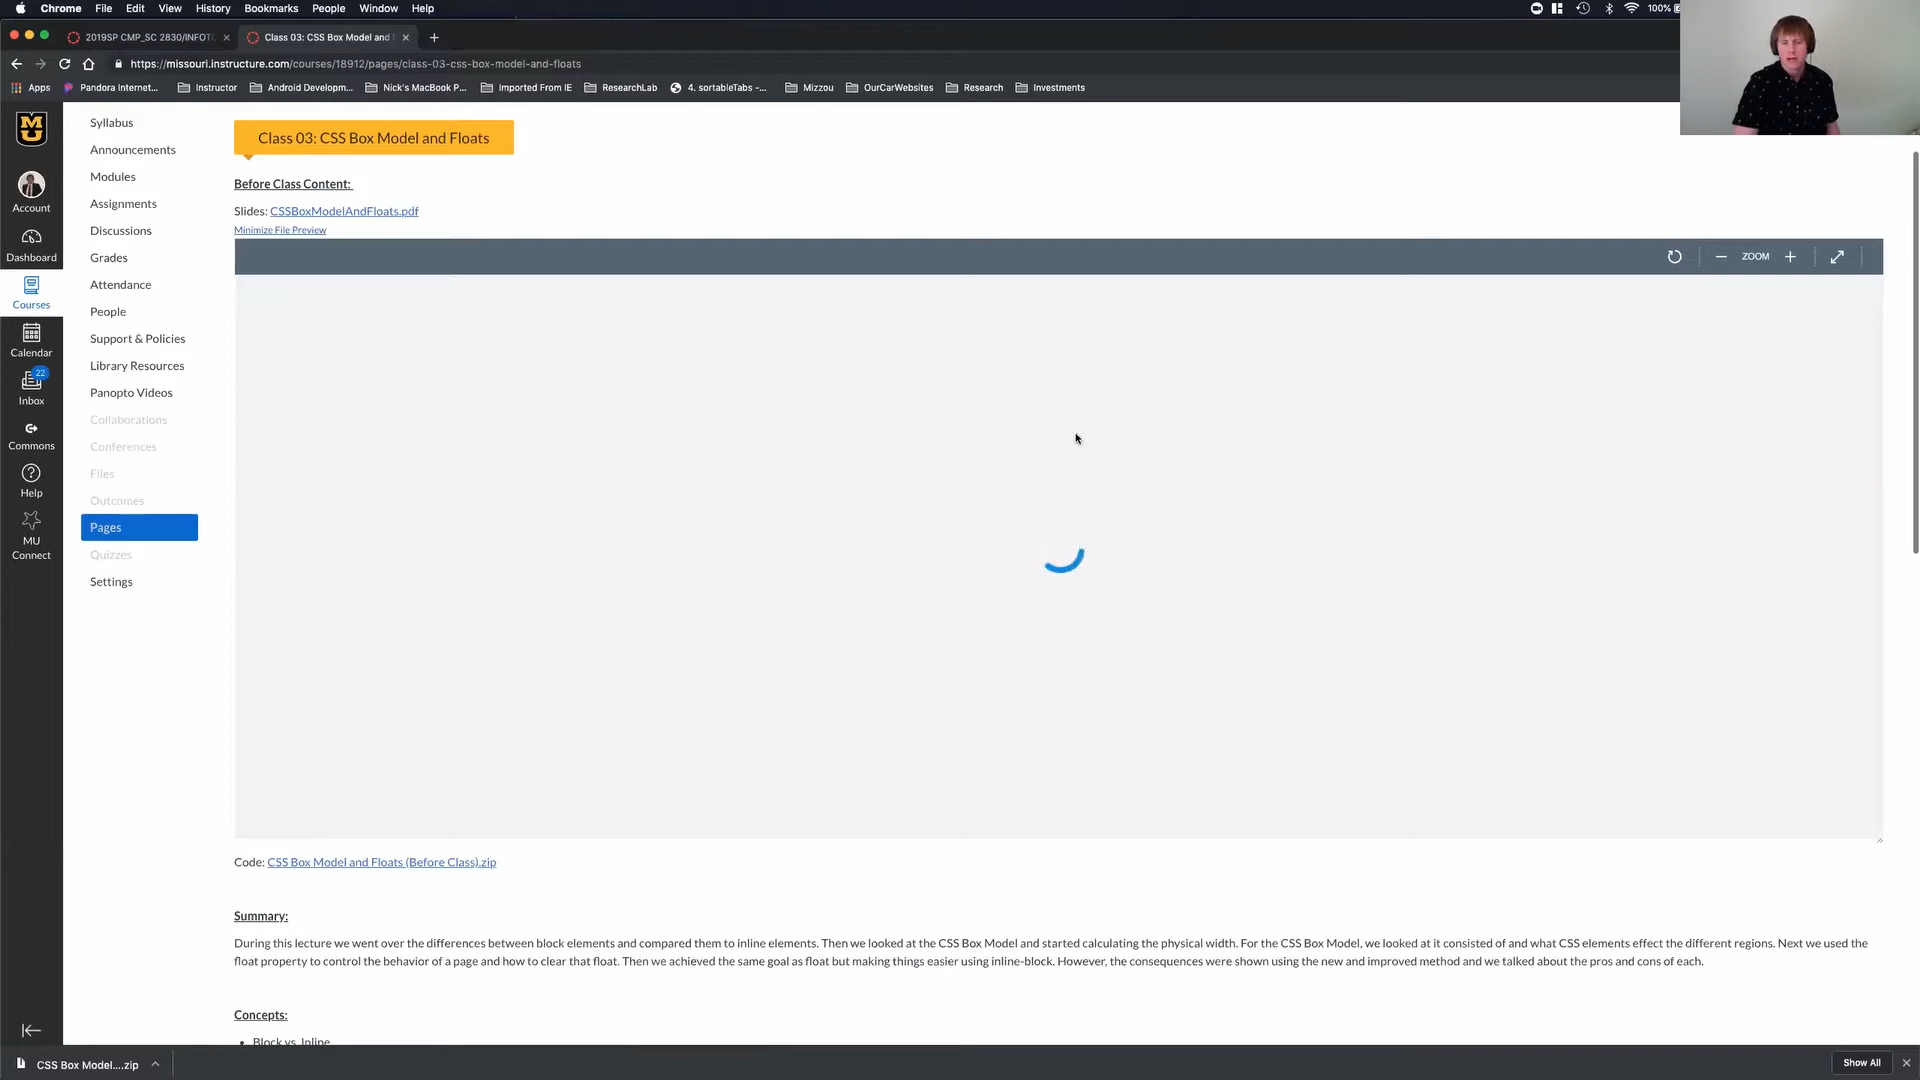 Chrome File Edit View History Bookmarks People Window Help 100%
2019SP CMP_SC 2830/INFOT Class 03: CSS Box Model and
https://missouri.instructure.com/courses/18912/pages/class-03-css-box-model-and-floats
Apps Pandora Internet... Instructor Android Developm... Nick's MacBook P... Imported From IE ResearchLab 4. sortableTabs -... Mizzou OurCarWebsites Research Investments
MU
Account
Dashboard
Courses
Calendar
22
Inbox
Commons
Help
MU
Connect
Syllabus
Announcements
Modules
Assignments
Discussions
Grades
Attendance
People
Support & Policies
Library Resources
Panopto Videos
Collaborations
Conferences
Files
Outcomes
Pages
Quizzes
Settings
Class 03: CSS Box Model and Floats
Before Class Content:
Slides: CSSBoxModelAndFloats.pdf
Minimize File Preview
ZOOM
Code: CSS Box Model and Floats (Before Class).zip
Summary:
During this lecture we went over the differences between block elements and compared them to inline elements. Then we looked at the CSS Box Model and started calculating the physical width. For the CSS Box Model, we looked at it consisted of and what CSS elements effect the different regions. Next we used the
float property to control the behavior of a page and how to clear that float. Then we achieved the same goal as float but making things easier using inline-block. However, the consequences were shown using the new and improved method and we talked about the pros and cons of each.
Concepts:
• Block vs. Inline
CSS Box Model....zip
Show All